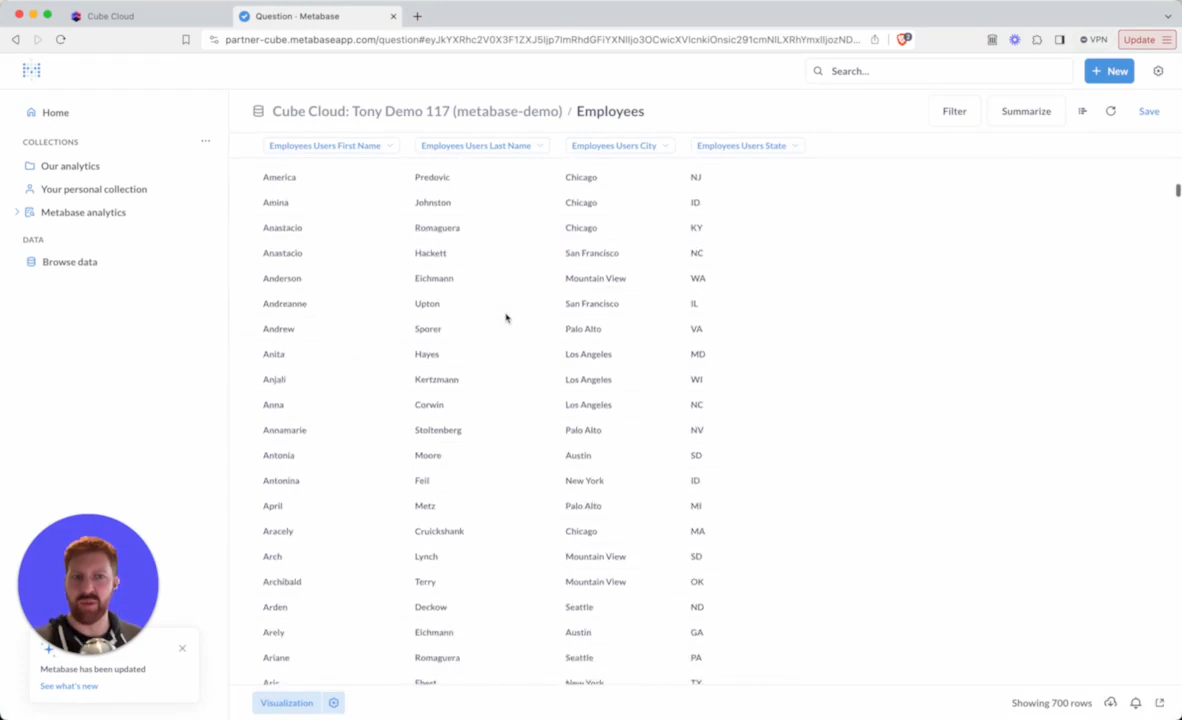 Cube Cloud
Question - Metabase
partner-cube.metabaseapp.com/question#eyJkYXRhc2V0X3F1ZXJ5Ijp7ImRhdGFiYXNlIjo3OCwicXVlcnkiOnsic291cmNlLXRhYmxlIjozND...
VPN
Update
Search...
+ New
Home
COLLECTIONS
Our analytics
Your personal collection
Metabase analytics
DATA
Browse data
Cube Cloud: Tony Demo 117 (metabase-demo) / Employees
Filter
Summarize
Save
Employees Users First Name Employees Users Last Name Employees Users City Employees Users State
America Predovic Chicago NJ
Amina Johnston Chicago ID
Anastacio Romaguera Chicago KY
Anastacio Hackett San Francisco NC
Anderson Eichmann Mountain View WA
Andreanne Upton San Francisco IL
Andrew Sporer Palo Alto VA
Anita Hayes Los Angeles MD
Anjali Kertzmann Los Angeles WI
Anna Corwin Los Angeles NC
Annamarie Stoltenberg Palo Alto NV
Antonia Moore Austin SD
Antonina Feil New York ID
April Metz Palo Alto MI
Aracely Cruickshank Chicago MA
Arch Lynch Mountain View SD
Archibald Terry Mountain View OK
Arden Deckow Seattle ND
Arely Eichmann Austin GA
Ariane Romaguera Seattle PA
Aric Ebert New York TX
Metabase has been updated
See what's new
Visualization
Showing 700 rows